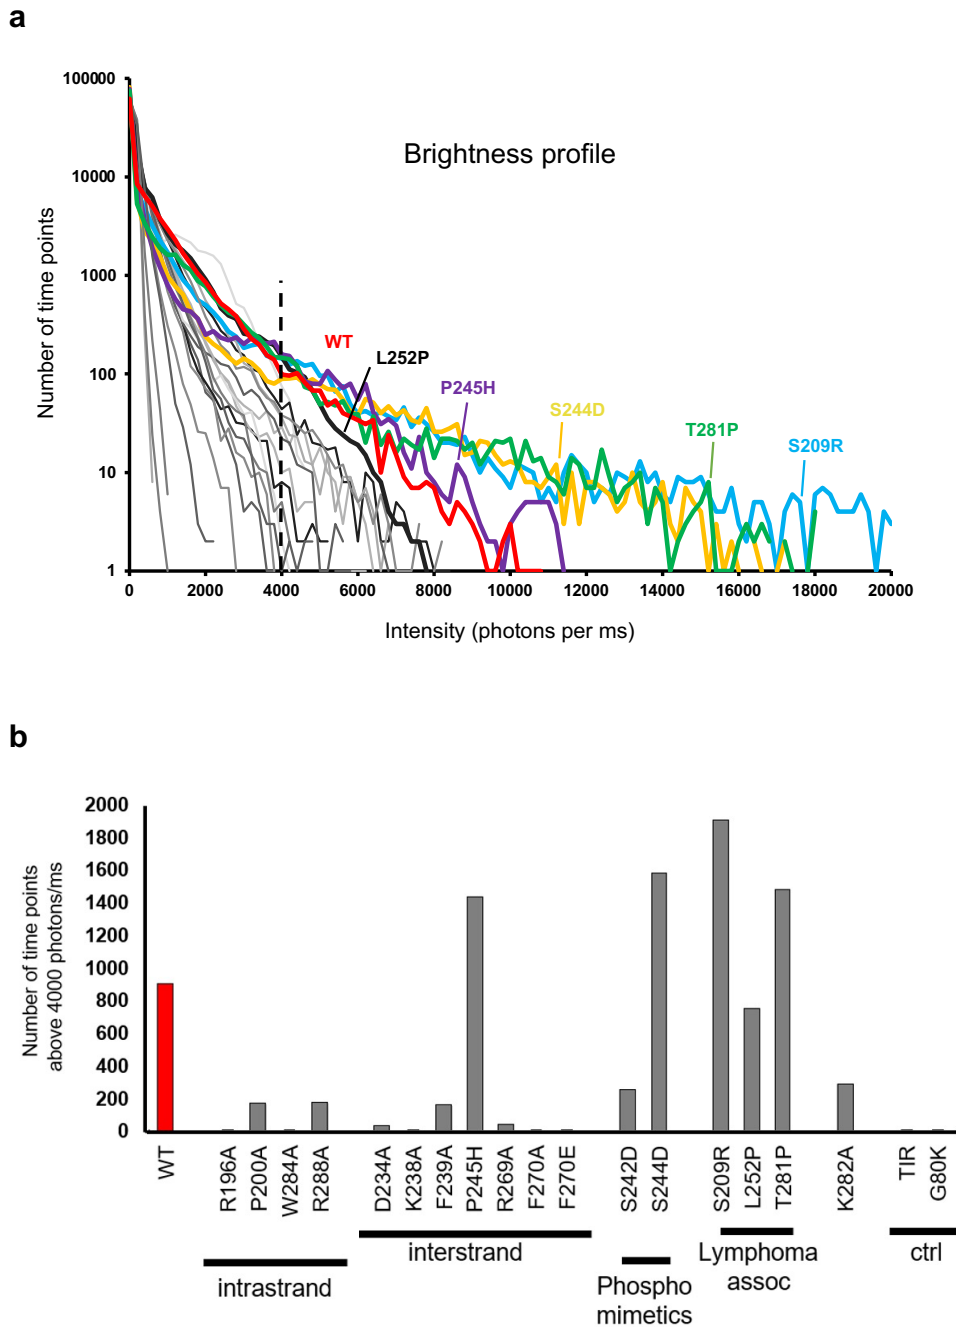 a
Brightness profile
Number of time points
100000
10000
1000
100
10
1
WT
L252P
P245H
S244D
T281P
S209R
0 2000 4000 6000 8000 10000 12000 14000 16000 18000 20000
Intensity (photons per ms)
b
Number of time points
above 4000 photons/ms
2000
1800
1600
1400
1200
1000
800
600
400
200
0
WT R196A P200A W284A R288A D234A K238A F239A P245H R269A F270A F270E S242D S244D S209R L252P T281P K282A TIR G80K
intrastrand
interstrand
Phospho
mimetics
Lymphoma
assoc
ctrl